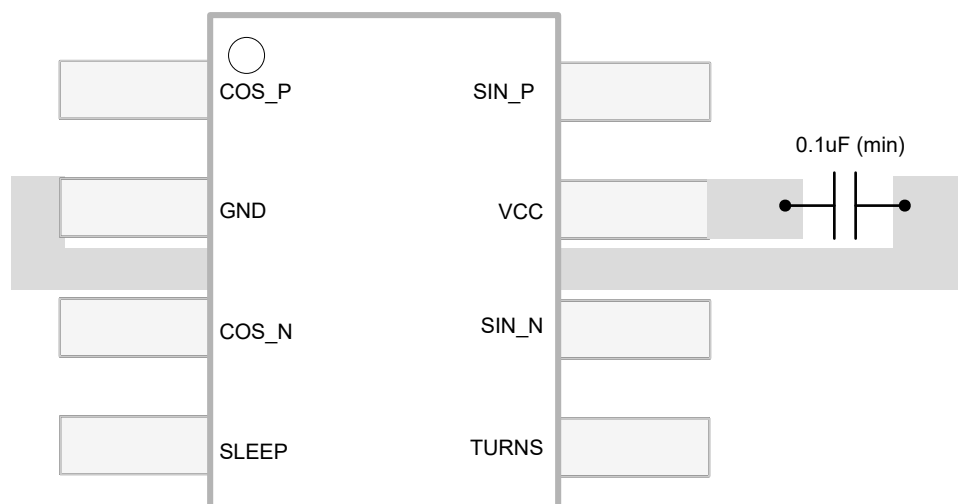 COS_P
SIN_P
0.1uF (min)
GND
VCC
COS_N
SIN_N
SLEEP
TURNS